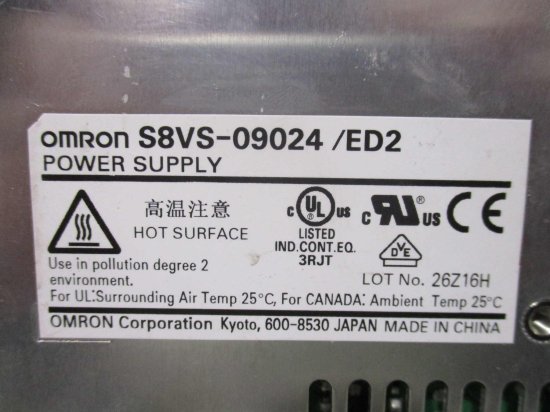 OMRON S8VS-09024 /ED2
POWER SUPPLY
高温注意
HOT SURFACE
c UL us
LISTED
IND.CONT.EQ.
3RJT
c RU us CE
DVE
Use in pollution degree 2
environment.
LOT No. 26Z16H
For UL:Surrounding Air Temp 25°C, For CANADA: Ambient Temp 25°C
OMRON Corporation Kyoto, 600-8530 JAPAN MADE IN CHINA